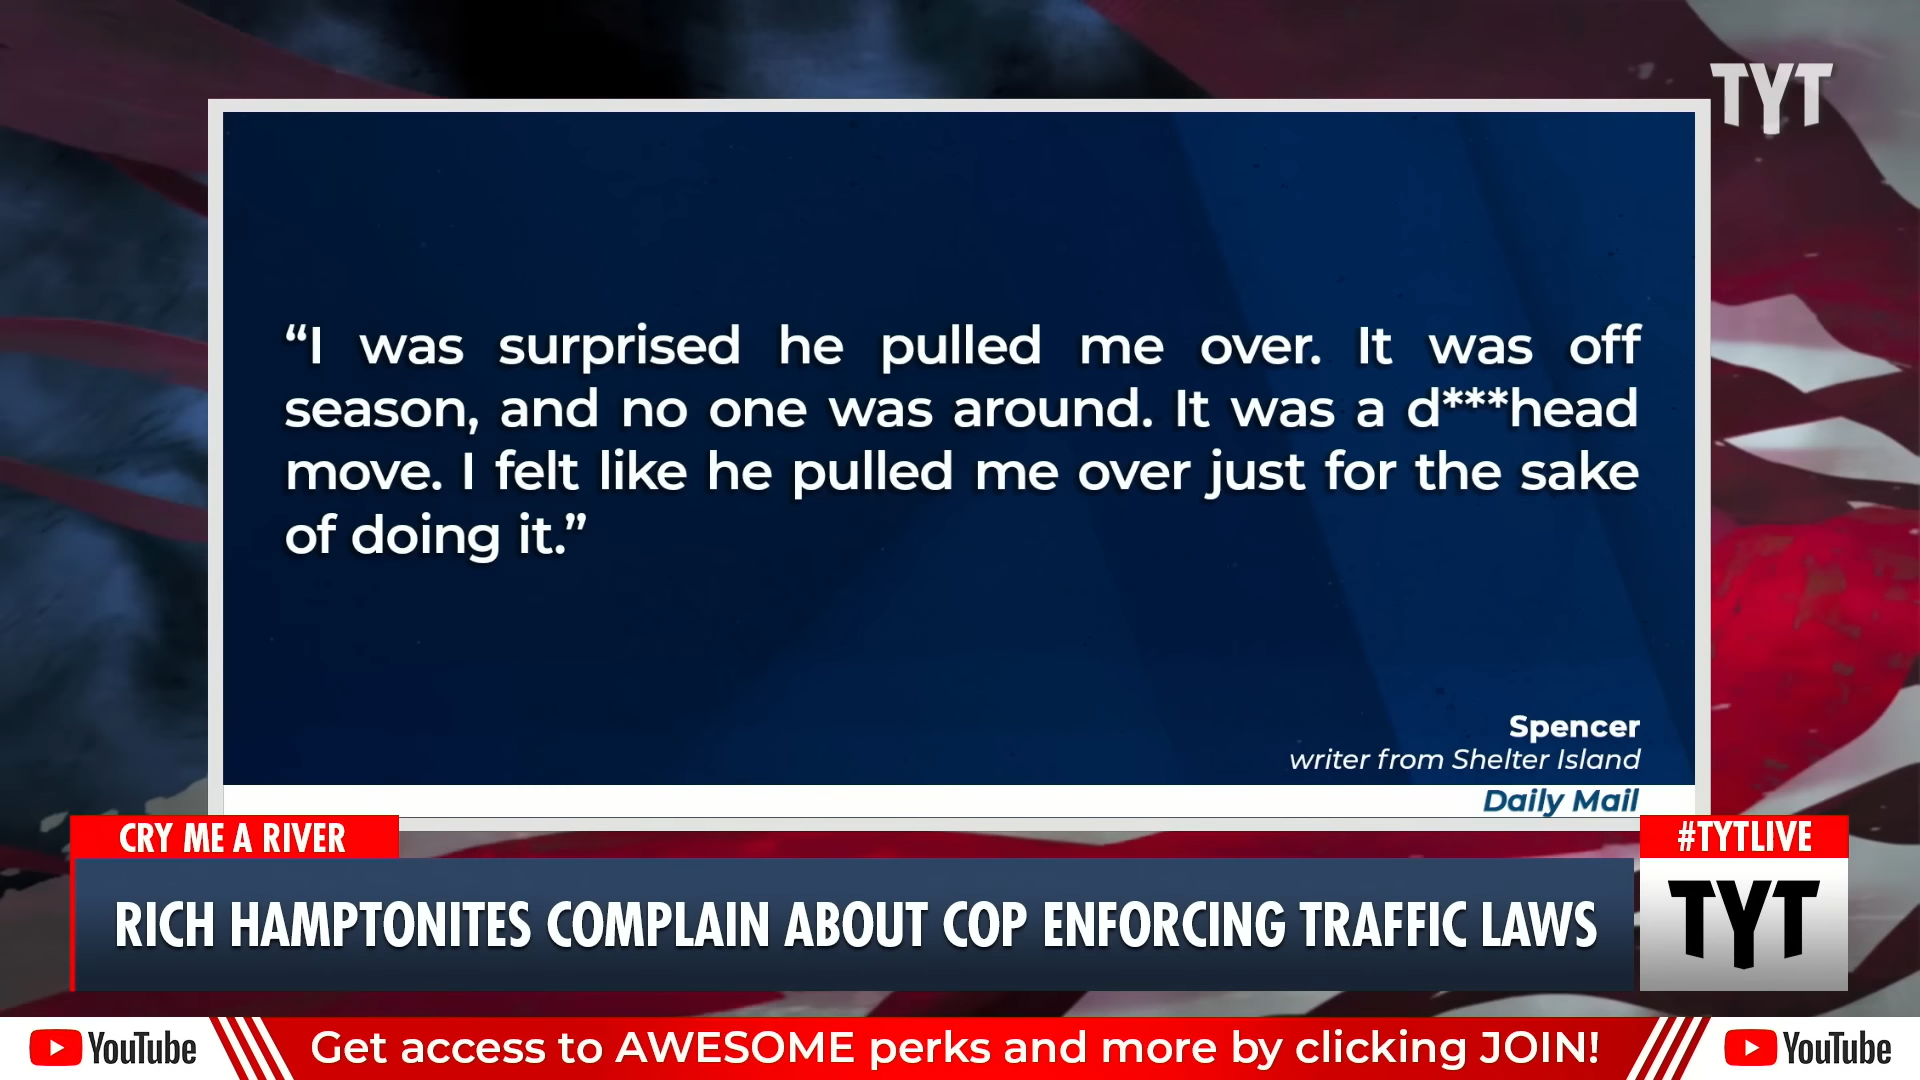 TYT
“I was surprised he pulled me over. It was off
season, and no one was around. It was a d***head
move. I felt like he pulled me over just for the sake
of doing it.”
Spencer
writer from Shelter Island
Daily Mail
CRY ME A RIVER
#TYTLIVE
RICH HAMPTONITES COMPLAIN ABOUT COP ENFORCING TRAFFIC LAWS
TYT
YouTube
Get access to AWESOME perks and more by clicking JOIN!
YouTube